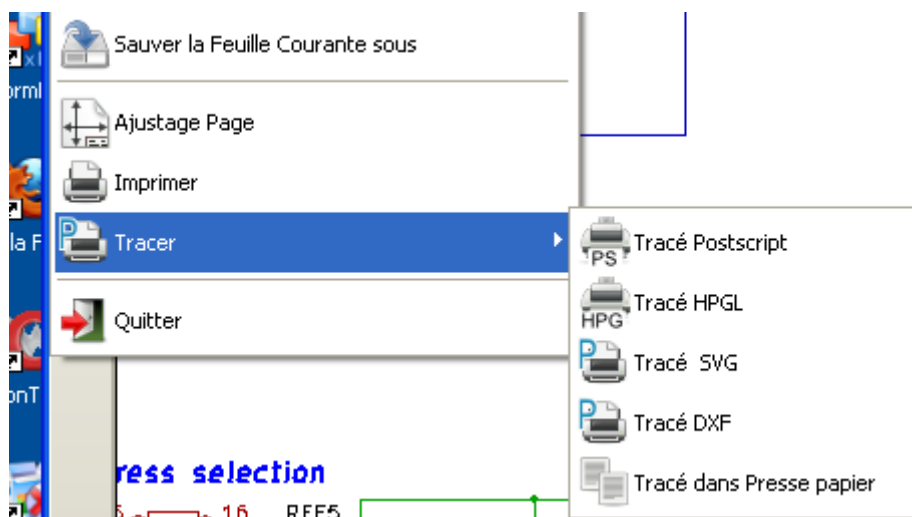 Sauver la Feuille Courante sous
Ajustage Page
Imprimer
Tracer
Quitter
Tracé Postscript
PS
Tracé HPGL
HPG
Tracé  SVG
Tracé DXF
Tracé dans Presse papier
ress selection
16 REF5